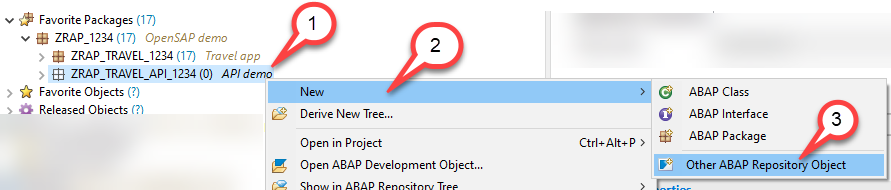 Favorite Packages (17)
1
ZRAP_1234 (17) OpenSAP demo
2
ZRAP_TRAVEL_1234 (17) Travel app
ZRAP_TRAVEL_API_1234 (0) API demo
New
ABAP Class
Favorite Objects (?)
Derive New Tree...
ABAP Interface
Released Objects (?)
3
Open in Project Ctrl+Alt+P
ABAP Package
Open ABAP Development Object...
Other ABAP Repository Object
Show in ABAP Repository Tree